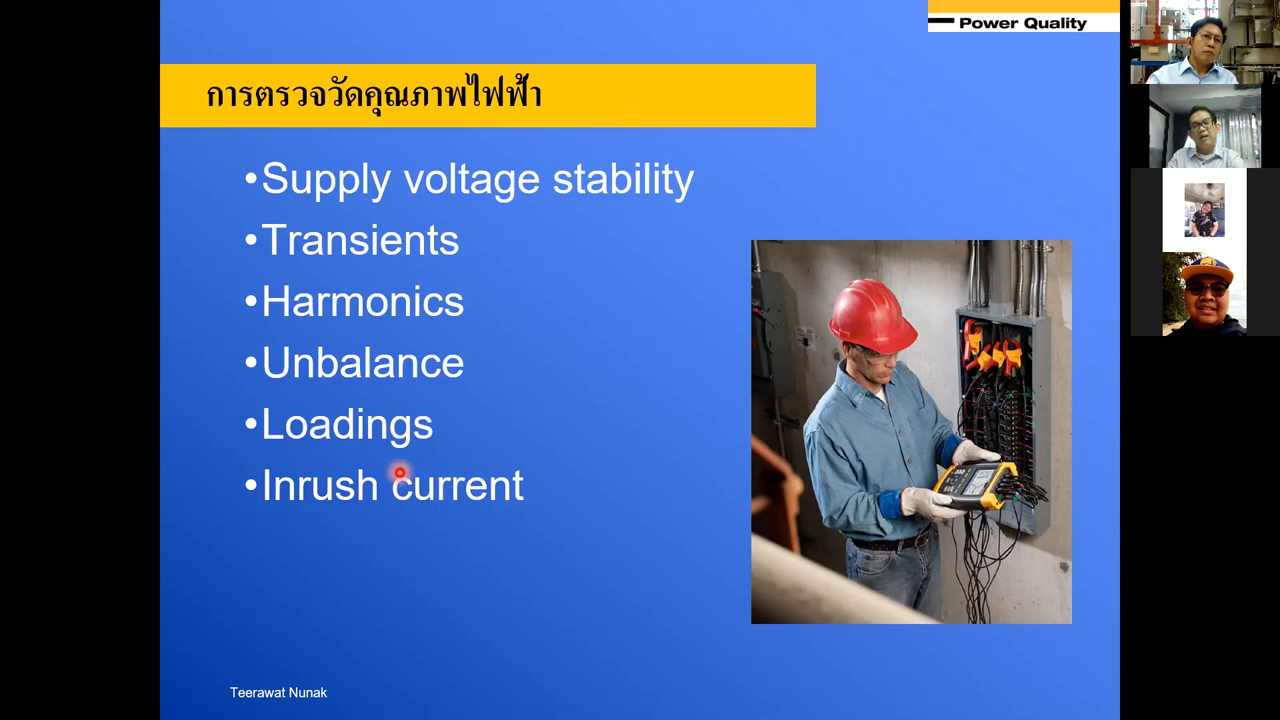 Power Quality
การตรวจวัดคุณภาพไฟฟ้า
•Supply voltage stability
•Transients
•Harmonics
•Unbalance
•Loadings
•Inrush current
Teerawat Nunak